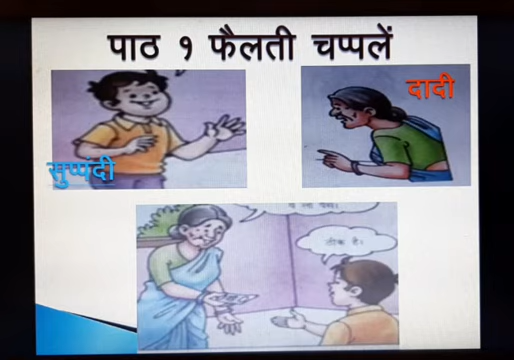 पाठ १ फैलती चप्पलें
दादी
सुप्पंदी
ठीक है।